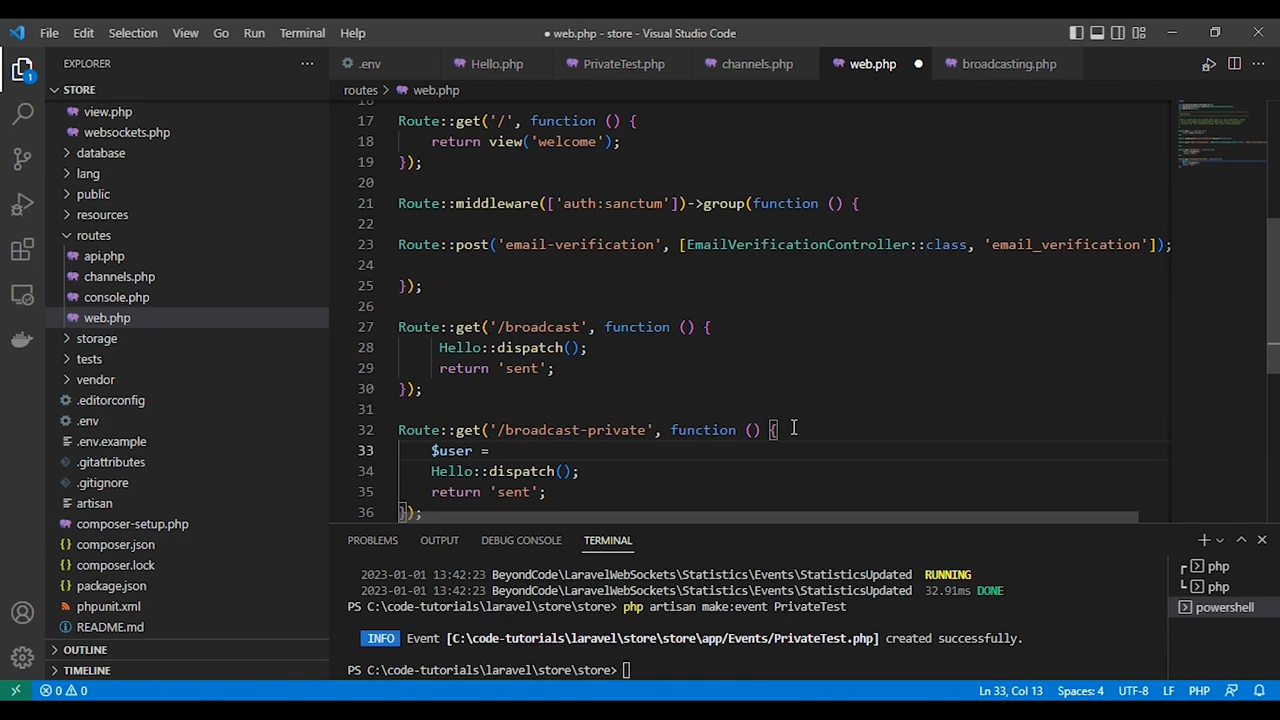 File Edit Selection View Go Run Terminal Help
● web.php - store - Visual Studio Code
EXPLORER
.env Hello.php PrivateTest.php channels.php web.php broadcasting.php
STORE
view.php
websockets.php
database
lang
public
resources
routes
api.php
channels.php
console.php
web.php
storage
tests
vendor
.editorconfig
.env
.env.example
.gitattributes
.gitignore
artisan
composer-setup.php
composer.json
composer.lock
package.json
phpunit.xml
README.md
OUTLINE
TIMELINE
routes > web.php
16
17 Route::get('/', function () {
18 return view('welcome');
19 });
20
21 Route::middleware(['auth:sanctum'])->group(function () {
22
23 Route::post('email-verification', [EmailVerificationController::class, 'email_verification']);
24
25 });
26
27 Route::get('/broadcast', function () {
28 Hello::dispatch();
29 return 'sent';
30 });
31
32 Route::get('/broadcast-private', function () {
33 $user =
34 Hello::dispatch();
35 return 'sent';
36 });
PROBLEMS OUTPUT DEBUG CONSOLE TERMINAL
2023-01-01 13:42:23 BeyondCode\LaravelWebSockets\Statistics\Events\StatisticsUpdated RUNNING
2023-01-01 13:42:23 BeyondCode\LaravelWebSockets\Statistics\Events\StatisticsUpdated 32.91ms DONE
PS C:\code-tutorials\laravel\store\store> php artisan make:event PrivateTest
INFO Event [C:\code-tutorials\laravel\store\store\app/Events/PrivateTest.php] created successfully.
PS C:\code-tutorials\laravel\store\store>
php
php
powershell
1
0 0 Ln 33, Col 13 Spaces: 4 UTF-8 LF PHP